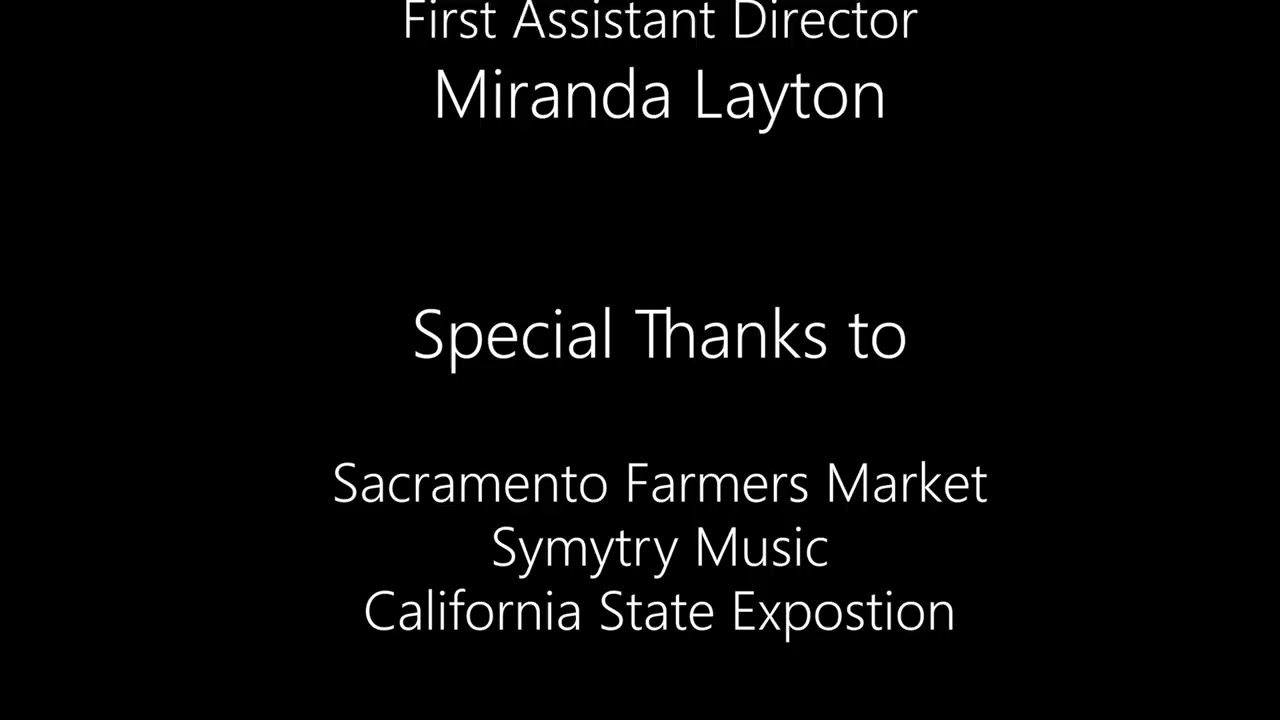 First Assistant Director
Miranda Layton
Special Thanks to
Sacramento Farmers Market
Symytry Music
California State Expostion